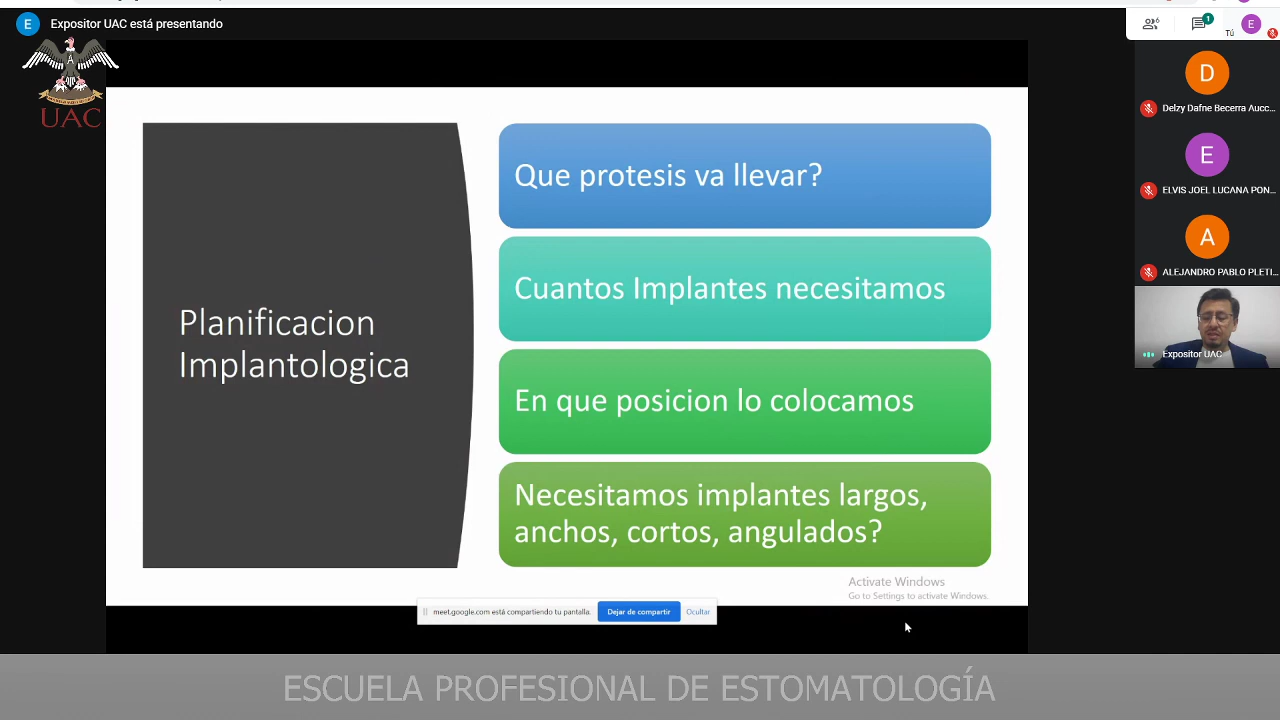 E
Expositor UAC está presentando
6
1
Tú
E
UAC
D
Delzy Dafne Becerra Aucc...
E
ELVIS JOEL LUCANA PON...
A
ALEJANDRO PABLO PLETI...
Expositor UAC
Planificacion
Implantologica
Que protesis va llevar?
Cuantos Implantes necesitamos
En que posicion lo colocamos
Necesitamos implantes largos,
anchos, cortos, angulados?
Activate Windows
Go to Settings to activate Windows.
meet.google.com está compartiendo tu pantalla.
Dejar de compartir
Ocultar
ESCUELA PROFESIONAL DE ESTOMATOLOGÍA